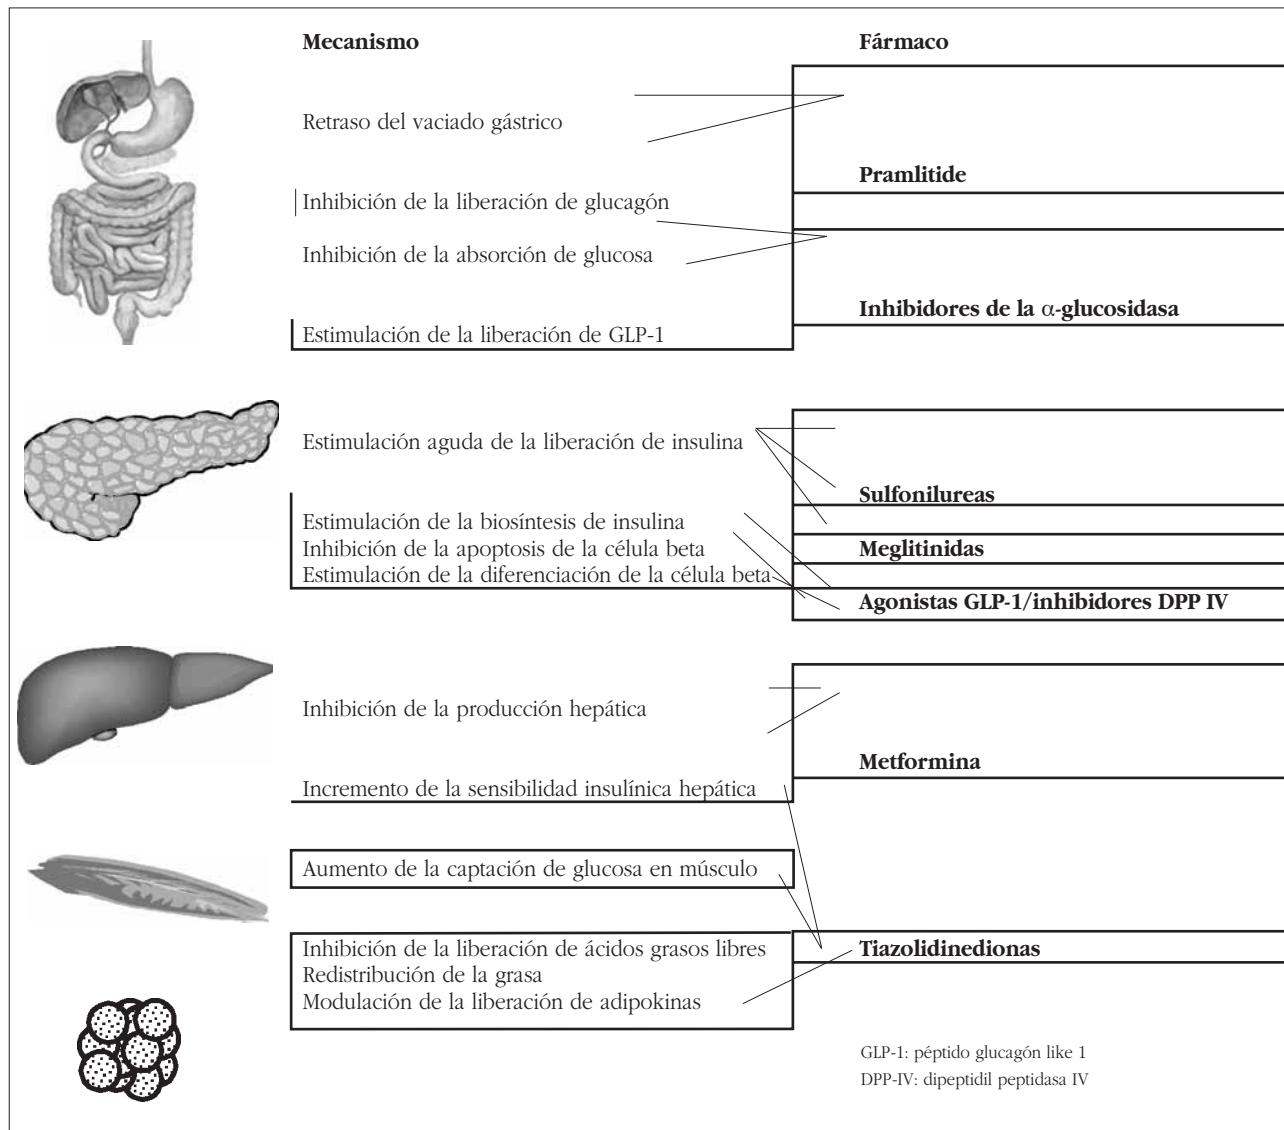 Mecanismo
Fármaco
Retraso del vaciado gástrico
Pramlitide
Inhibición de la liberación de glucagón
Inhibición de la absorción de glucosa
Inhibidores de la α-glucosidasa
Estimulación de la liberación de GLP-1
Estimulación aguda de la liberación de insulina
Sulfonilureas
Estimulación de la biosíntesis de insulina
Inhibición de la apoptosis de la célula beta
Meglitinidas
Estimulación de la diferenciación de la célula beta
Agonistas GLP-1/inhibidores DPP IV
Inhibición de la producción hepática
Metformina
Incremento de la sensibilidad insulínica hepática
Aumento de la captación de glucosa en músculo
Inhibición de la liberación de ácidos grasos libres
Tiazolidinedionas
Redistribución de la grasa
Modulación de la liberación de adipokinas
GLP-1: péptido glucagón like 1
DPP-IV: dipeptidil peptidasa IV